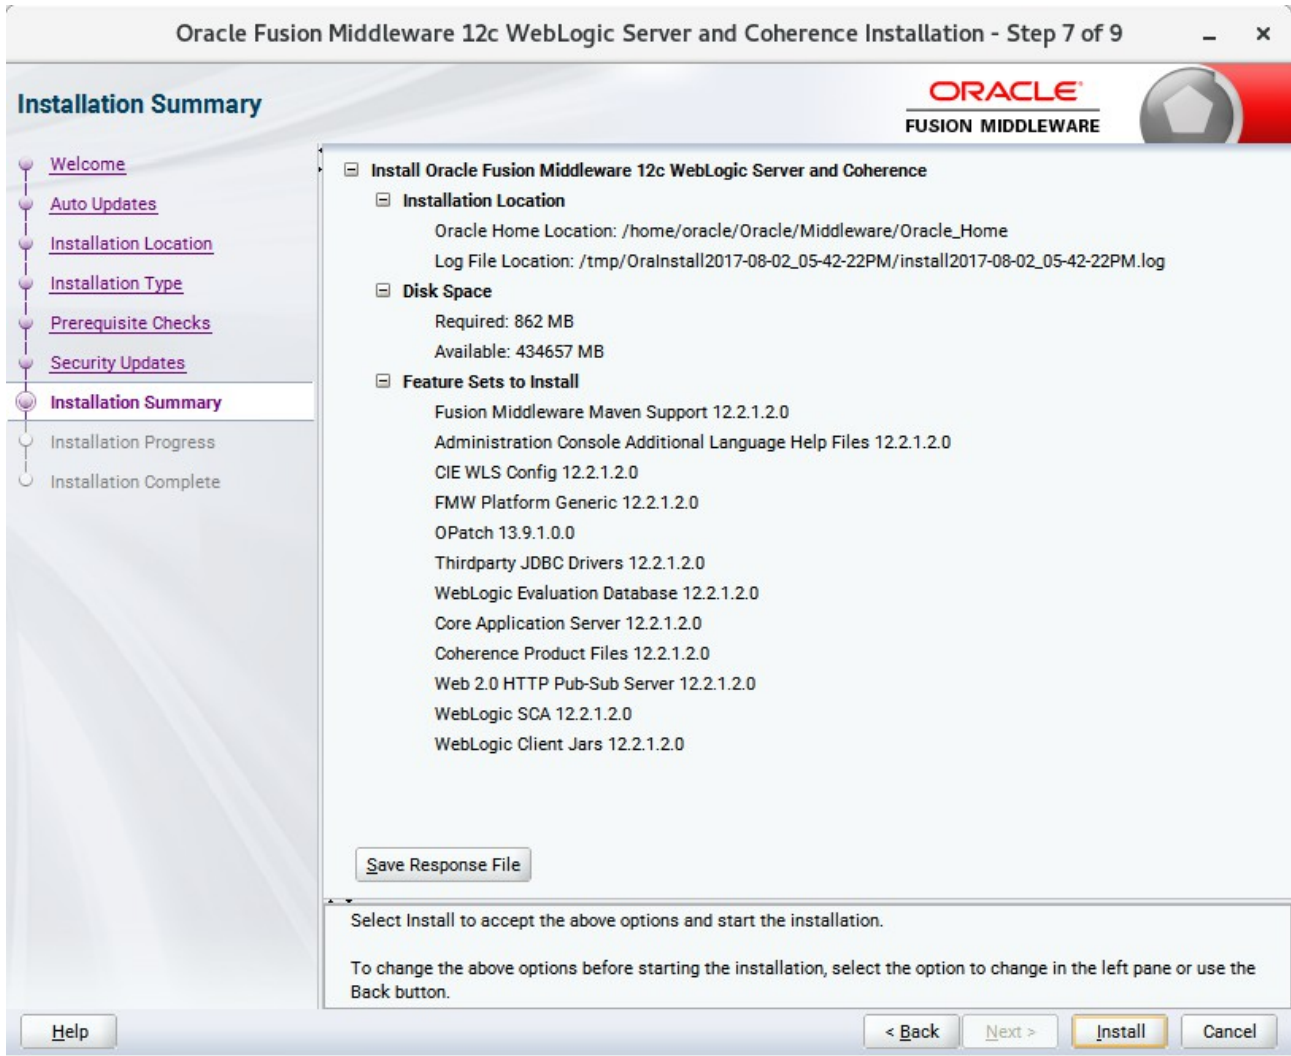 Oracle Fusion Middleware 12c WebLogic Server and Coherence Installation - Step 7 of 9
Installation Summary
ORACLE
FUSION MIDDLEWARE
Welcome
Auto Updates
Installation Location
Installation Type
Prerequisite Checks
Security Updates
Installation Summary
Installation Progress
Installation Complete
Install Oracle Fusion Middleware 12c WebLogic Server and Coherence
Installation Location
Oracle Home Location: /home/oracle/Oracle/Middleware/Oracle_Home
Log File Location: /tmp/OraInstall2017-08-02_05-42-22PM/install2017-08-02_05-42-22PM.log
Disk Space
Required: 862 MB
Available: 434657 MB
Feature Sets to Install
Fusion Middleware Maven Support 12.2.1.2.0
Administration Console Additional Language Help Files 12.2.1.2.0
CIE WLS Config 12.2.1.2.0
FMW Platform Generic 12.2.1.2.0
OPatch 13.9.1.0.0
Thirdparty JDBC Drivers 12.2.1.2.0
WebLogic Evaluation Database 12.2.1.2.0
Core Application Server 12.2.1.2.0
Coherence Product Files 12.2.1.2.0
Web 2.0 HTTP Pub-Sub Server 12.2.1.2.0
WebLogic SCA 12.2.1.2.0
WebLogic Client Jars 12.2.1.2.0
Save Response File
Select Install to accept the above options and start the installation.
To change the above options before starting the installation, select the option to change in the left pane or use the
Back button.
Help
< Back
Next >
Install
Cancel